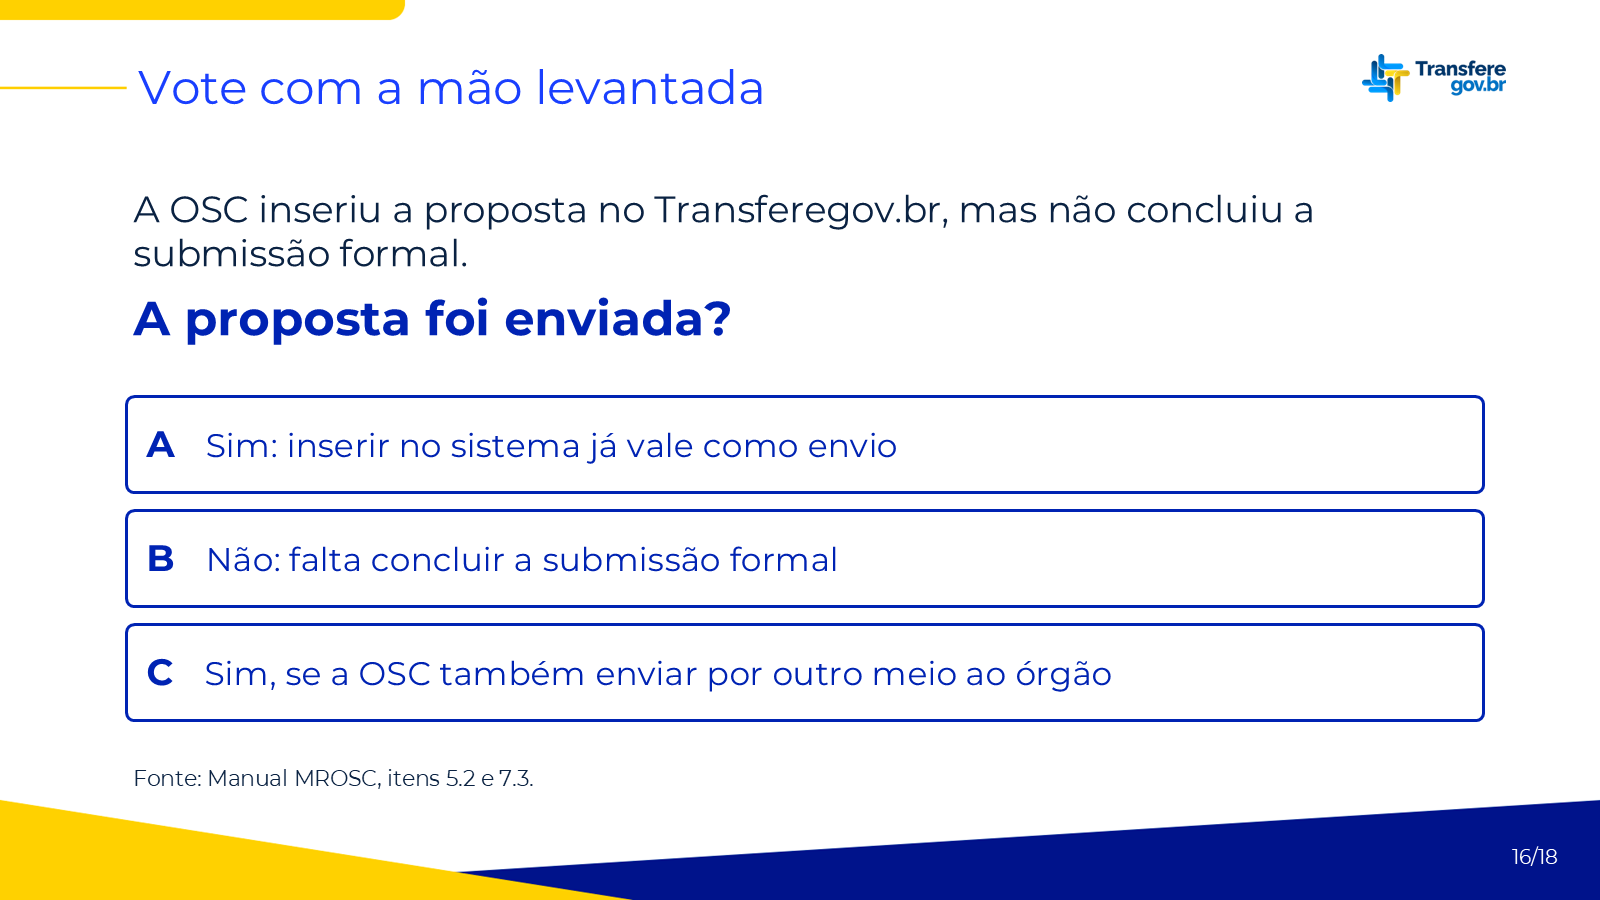 Vote com a mão levantada
Transfere
gov.br
A OSC inseriu a proposta no Transferegov.br, mas não concluiu a
submissão formal.
A proposta foi enviada?
A Sim: inserir no sistema já vale como envio
B Não: falta concluir a submissão formal
C Sim, se a OSC também enviar por outro meio ao órgão
Fonte: Manual MROSC, itens 5.2 e 7.3.
16/18